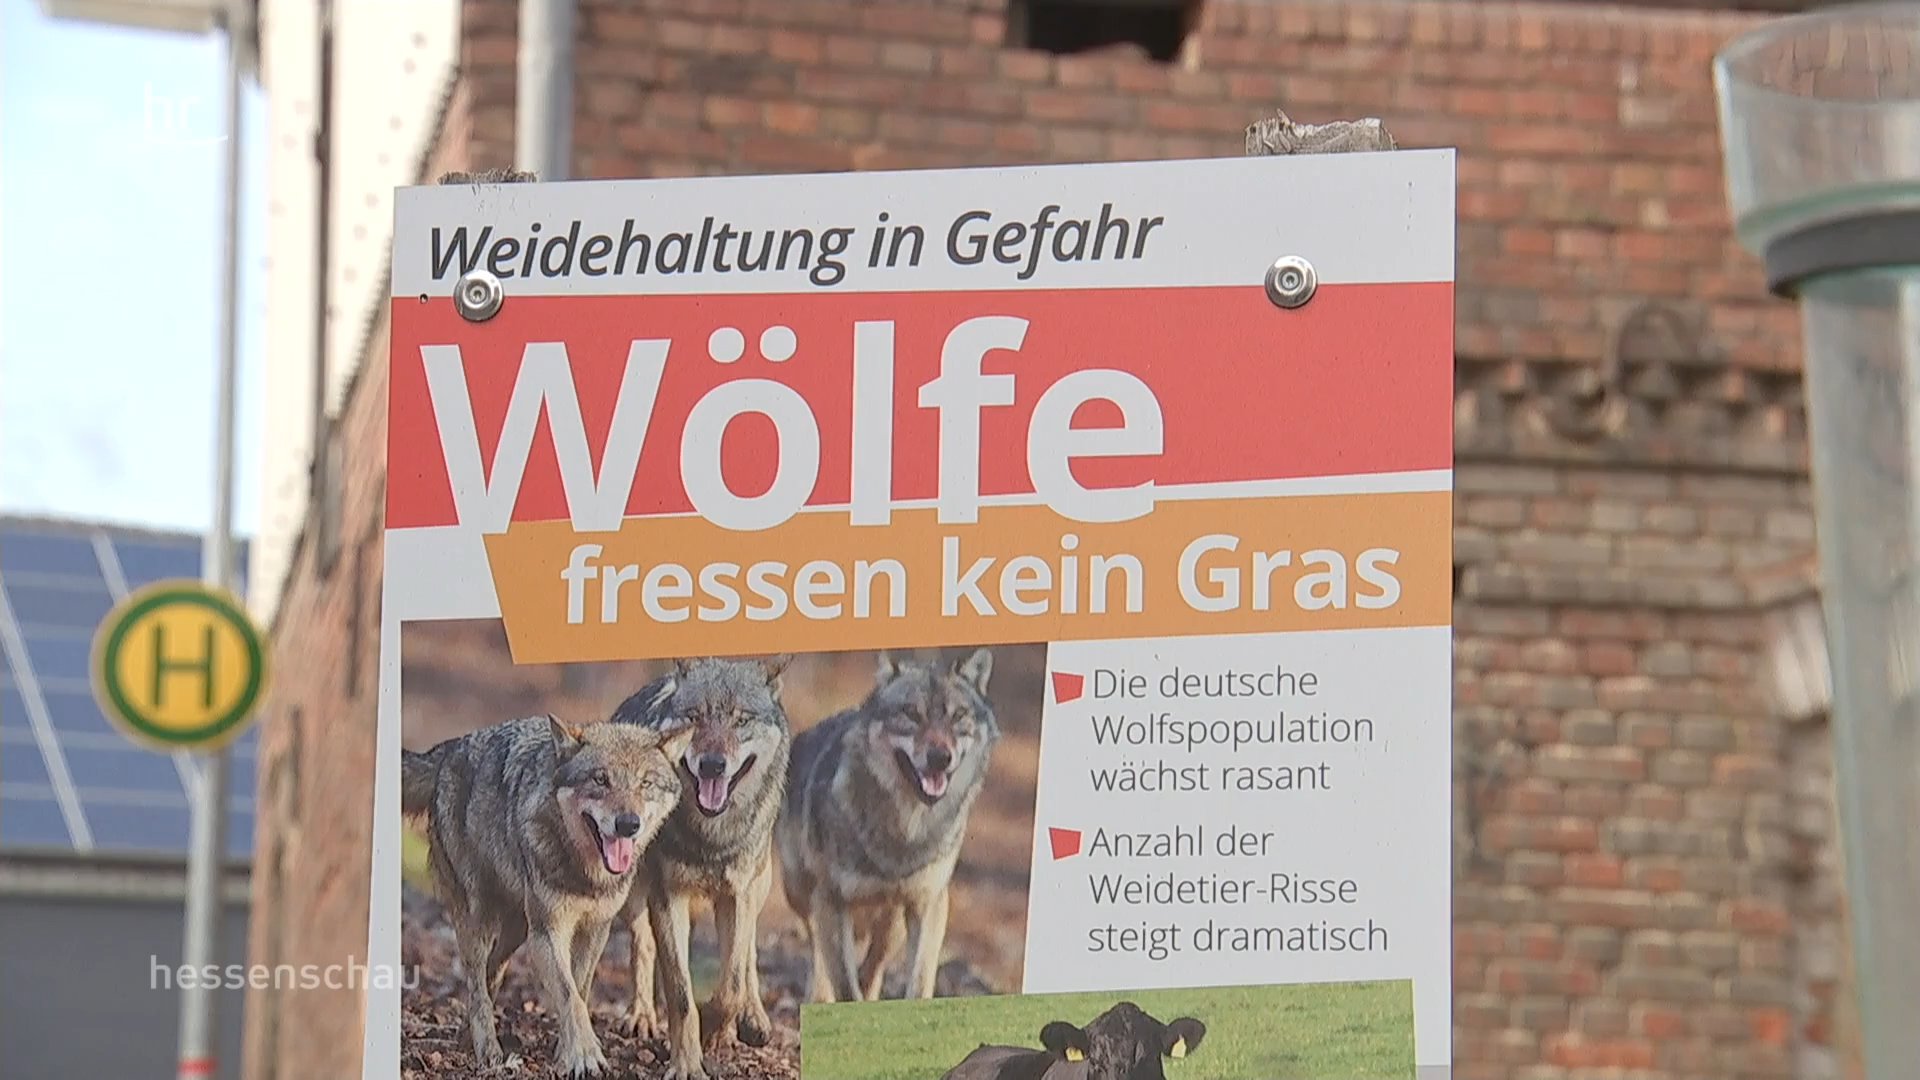 hr
Weidehaltung in Gefahr
Wölfe
fressen kein Gras
H
Die deutsche
Wolfspopulation
wächst rasant
Anzahl der
Weidetier-Risse
steigt dramatisch
hessenschau